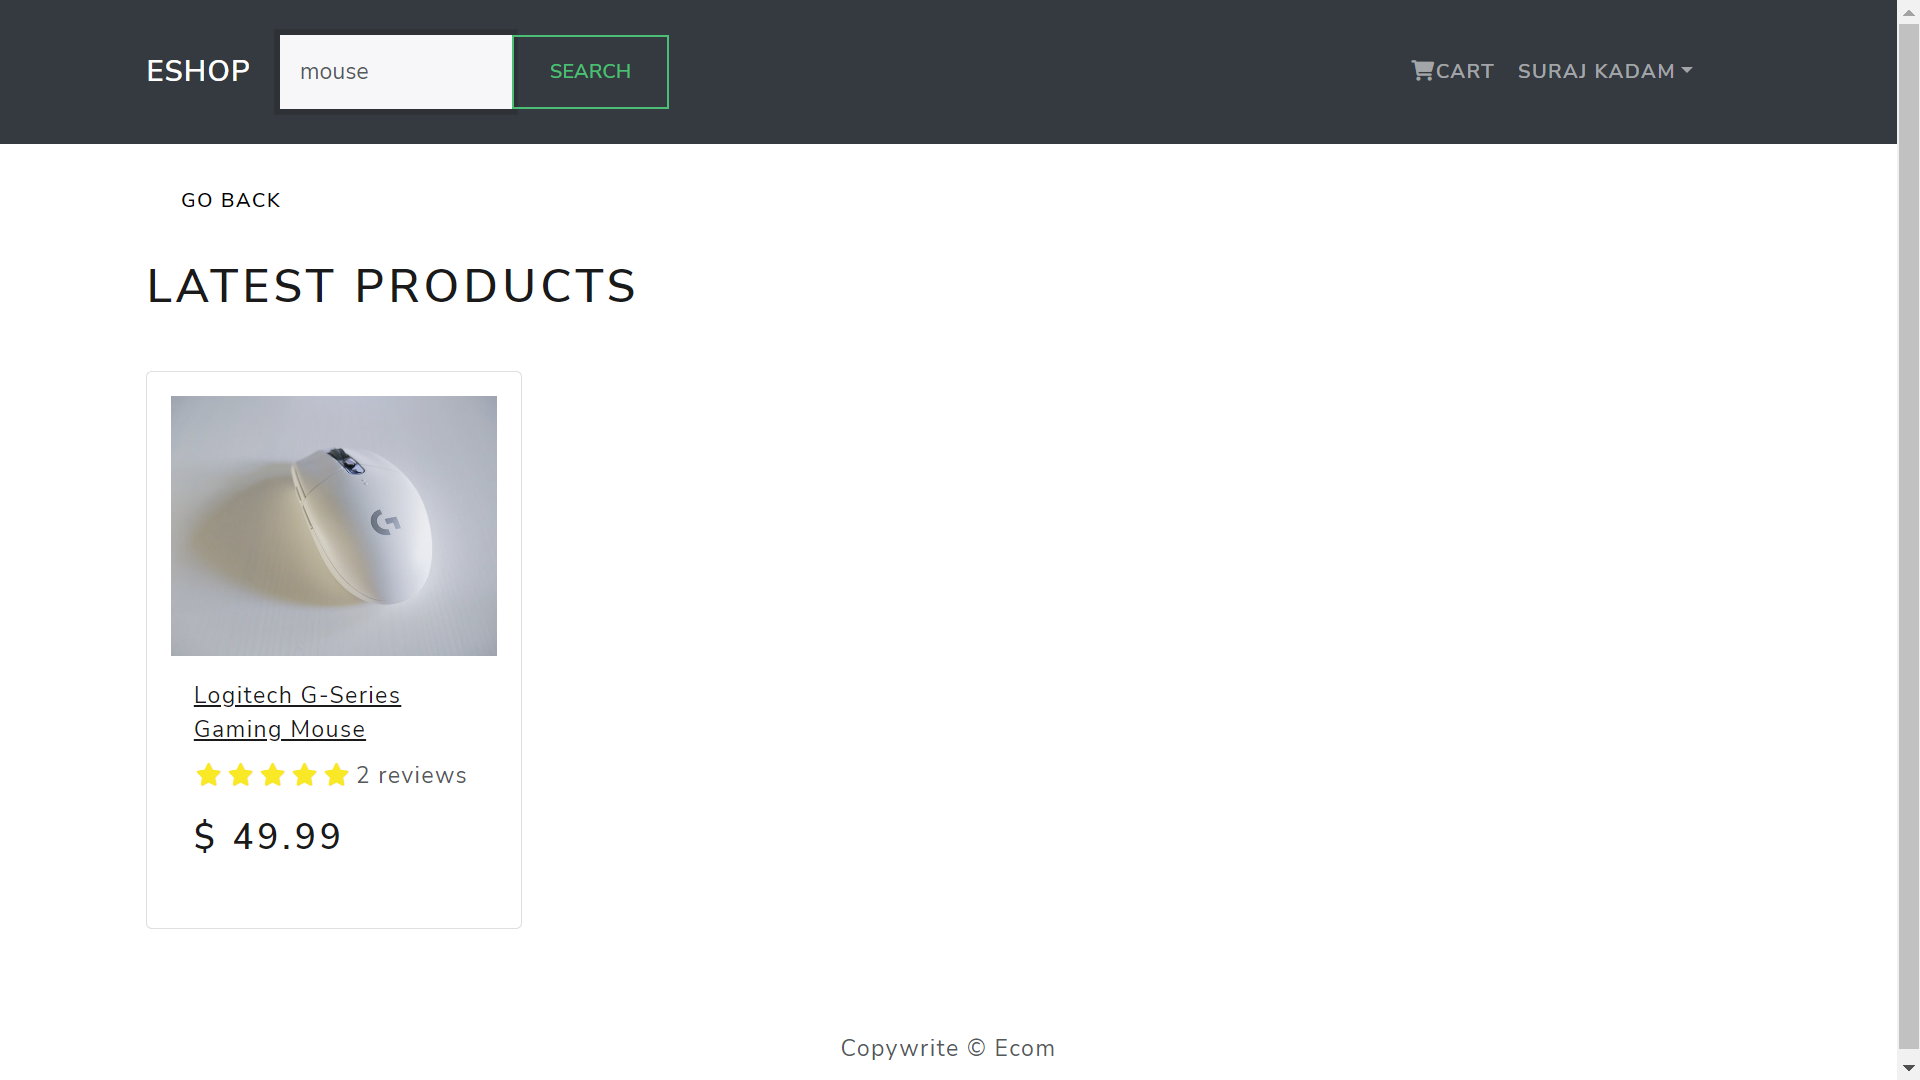 ESHOP
mouse
SEARCH
CART
SURAJ KADAM
GO BACK
LATEST PRODUCTS
Logitech G-Series
Gaming Mouse
2 reviews
$ 49.99
Copywrite © Ecom